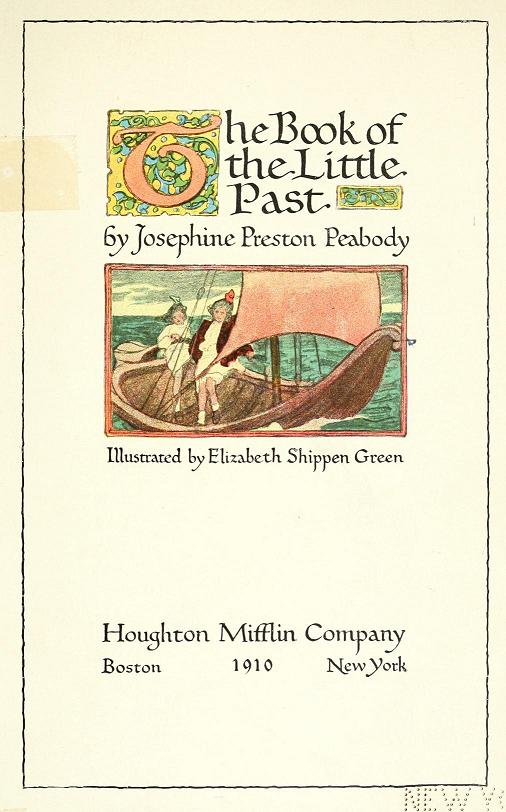 The Book of
the Little
Past
by Josephine Preston Peabody
Illustrated by Elizabeth Shippen Green
Houghton Mifflin Company
Boston 1910 New York
NEW Y